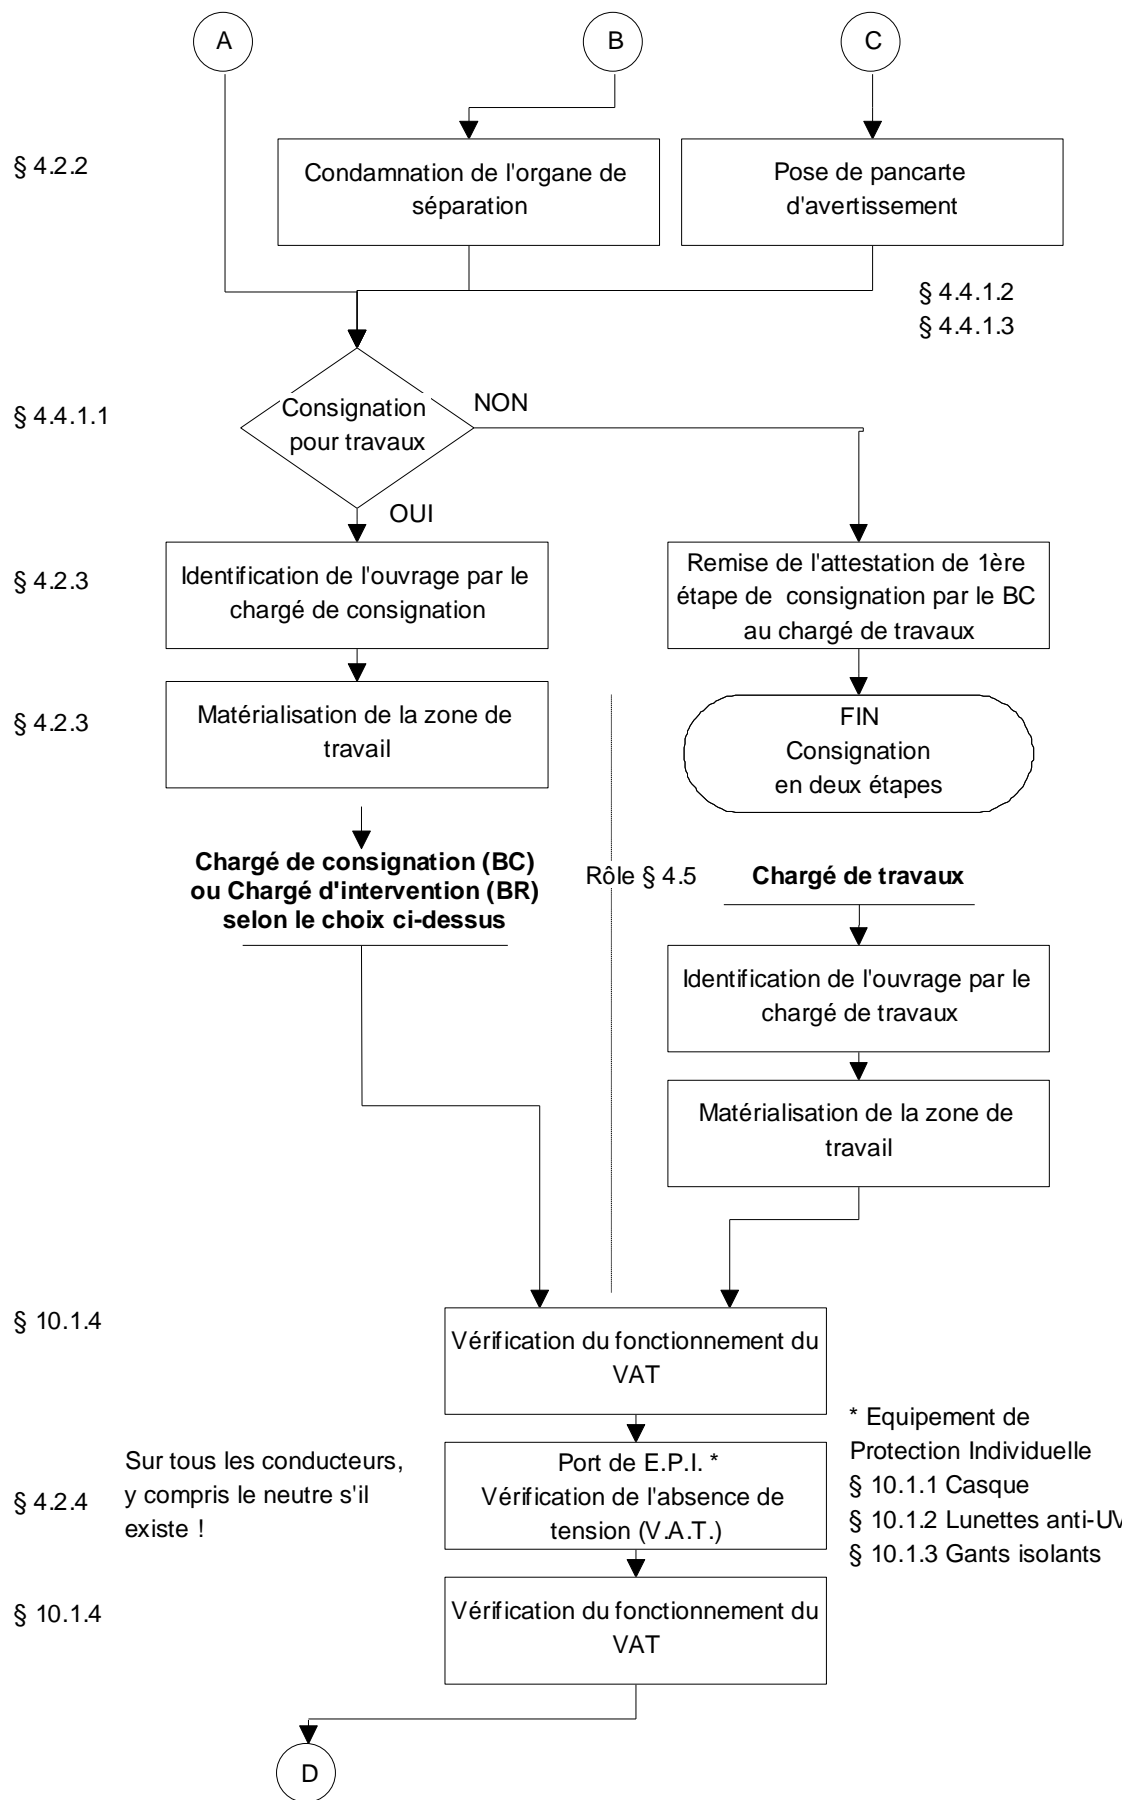 A
B
C
§ 4.2.2
Condamnation de l'organe de
séparation
Pose de pancarte
d'avertissement
§ 4.4.1.2
§ 4.4.1.3
§ 4.4.1.1
Consignation
pour travaux
NON
OUI
§ 4.2.3
Identification de l'ouvrage par le
chargé de consignation
Remise de l'attestation de 1ère
étape de consignation par le BC
au chargé de travaux
§ 4.2.3
Matérialisation de la zone de
travail
FIN
Consignation
en deux étapes
Chargé de consignation (BC)
ou Chargé d'intervention (BR)
selon le choix ci-dessus
Rôle § 4.5
Chargé de travaux
Identification de l'ouvrage par le
chargé de travaux
Matérialisation de la zone de
travail
§ 10.1.4
Vérification du fonctionnement du
VAT
§ 4.2.4
Sur tous les conducteurs,
y compris le neutre s'il
existe !
Port de E.P.I. *
Vérification de l'absence de
tension (V.A.T.)
* Equipement de
Protection Individuelle
§ 10.1.1 Casque
§ 10.1.2 Lunettes anti-UV
§ 10.1.3 Gants isolants
§ 10.1.4
Vérification du fonctionnement du
VAT
D